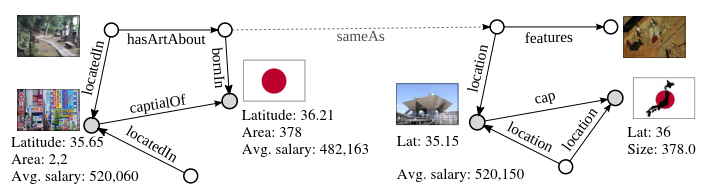 hasArtAbout
sameAs
features
locatedIn
bornIn
location
captialOf
cap
Latitude: 36.21
Area: 378
Avg. salary: 482,163
Latitude: 35.65
Area: 2,2
Avg. salary: 520,060
locatedIn
Lat: 35.15
Avg. salary: 520,150
location
location
Lat: 36
Size: 378.0